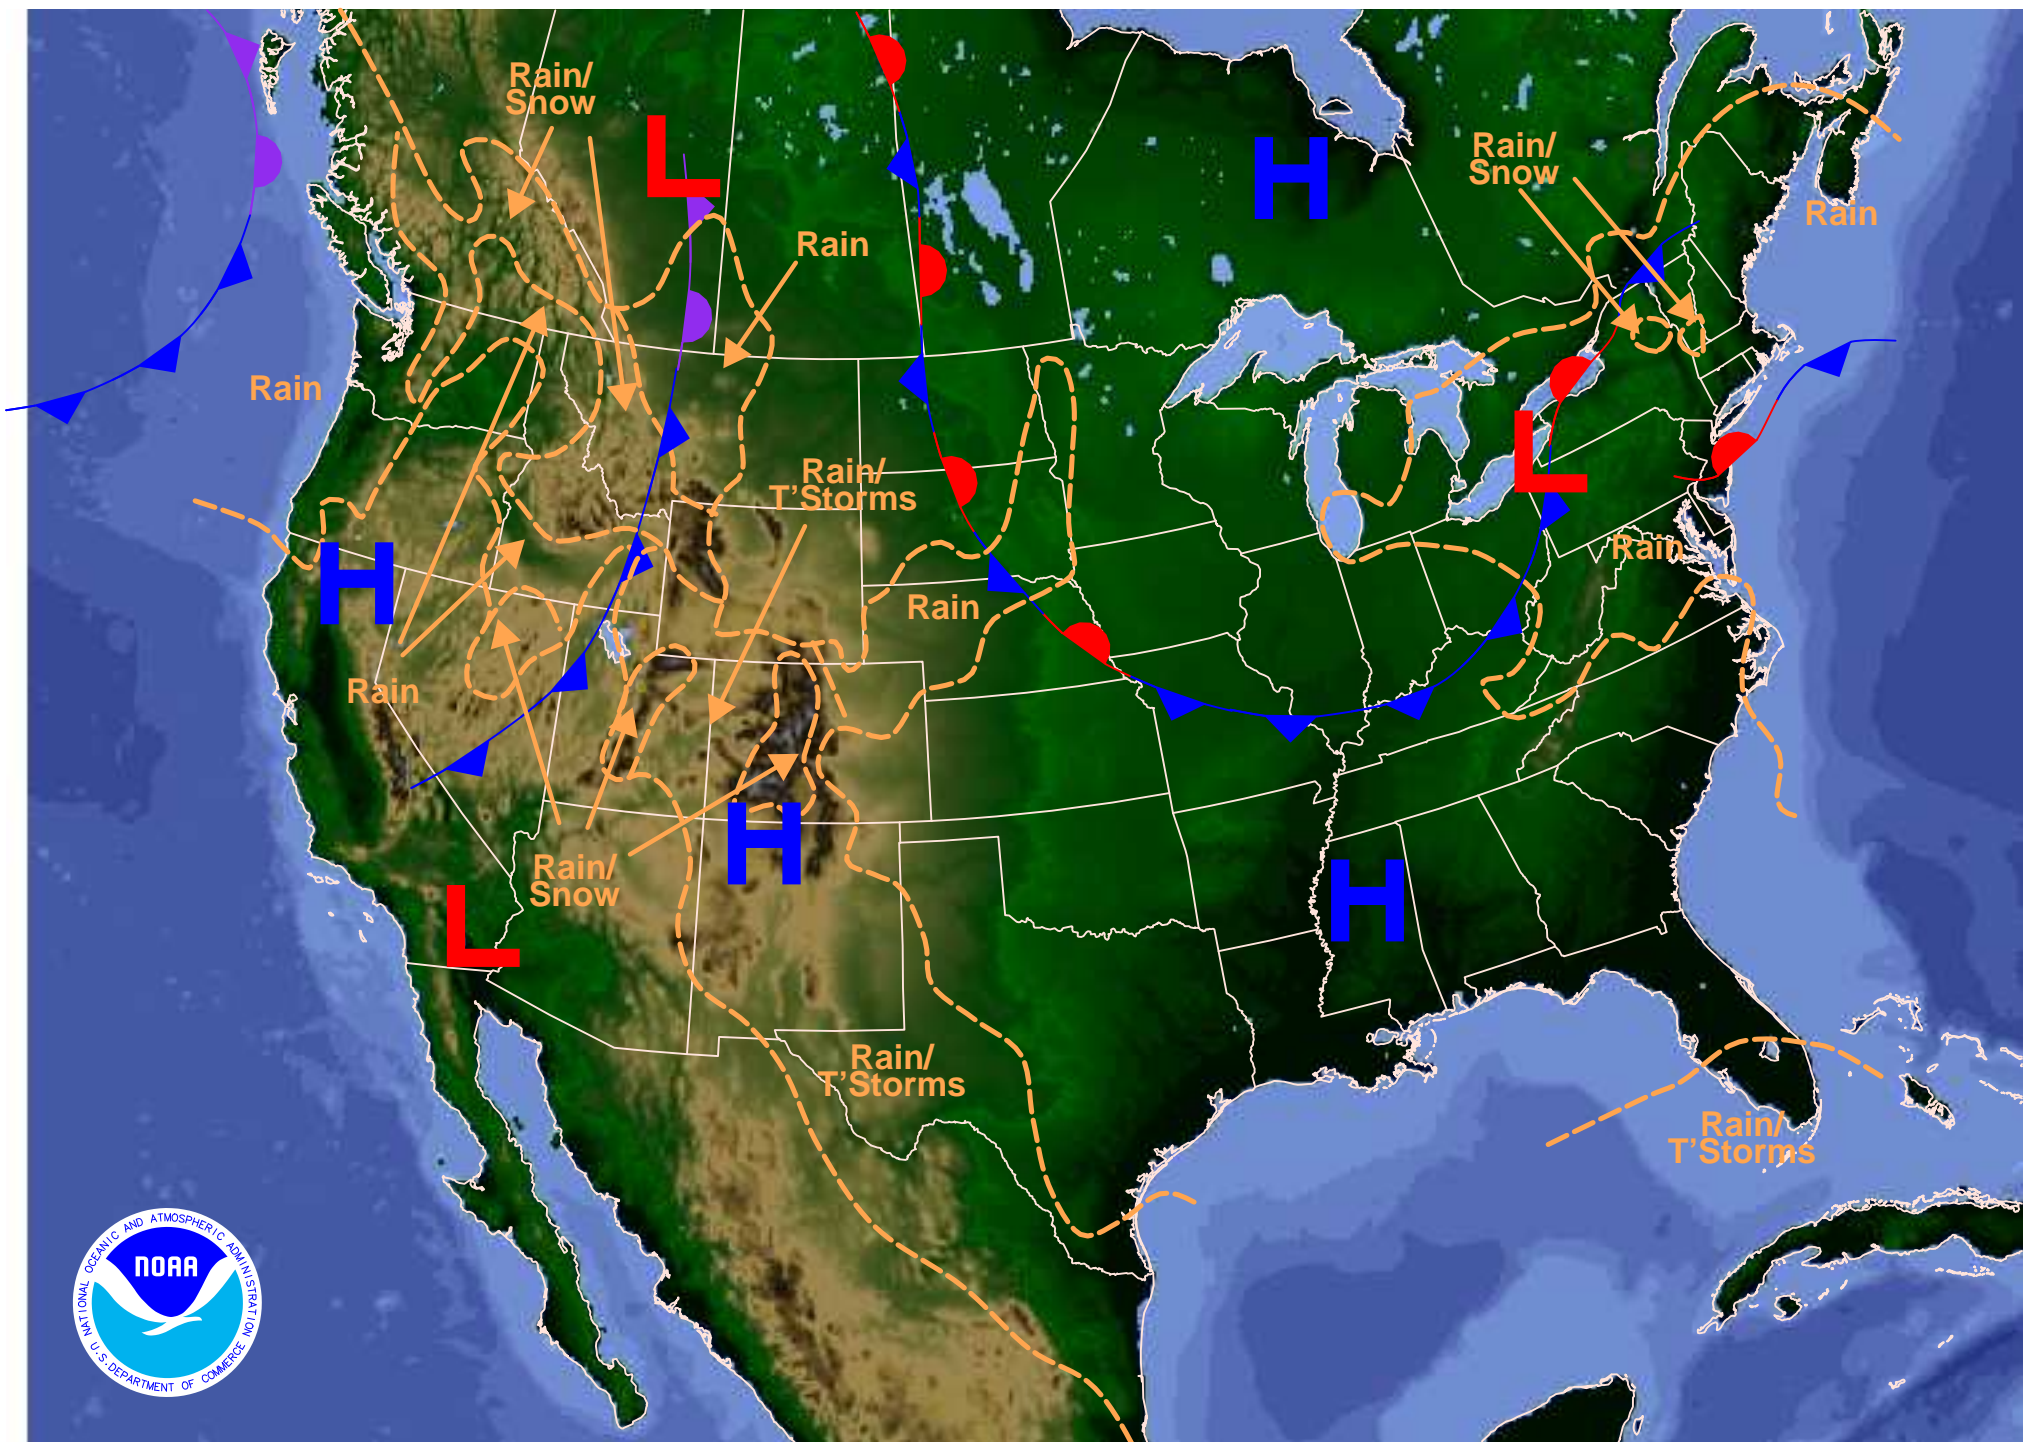 Rain/
Snow
L
H
Rain/
Snow
Rain
Rain
Rain
L
Rain/
T'Storms
Rain
H
Rain
Rain
H
Rain/
Snow
H
L
Rain/
T'Storms
Rain/
T'Storms
NOAA
NATIONAL OCEANIC AND ATMOSPHERIC ADMINISTRATION
U.S. DEPARTMENT OF COMMERCE